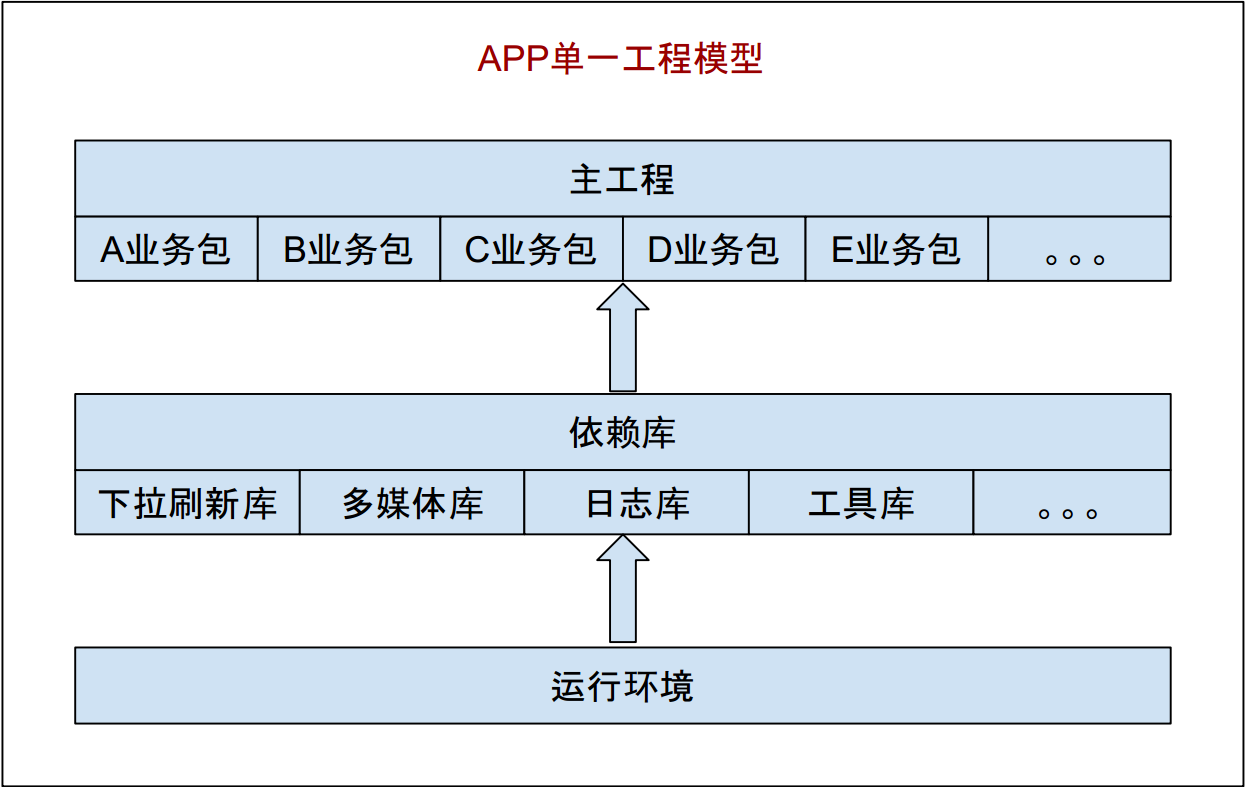 APP单一工程模型
主工程
A业务包 B业务包 C业务包 D业务包 E业务包 。。。
依赖库
下拉刷新库 多媒体库 日志库 工具库 。。。
运行环境